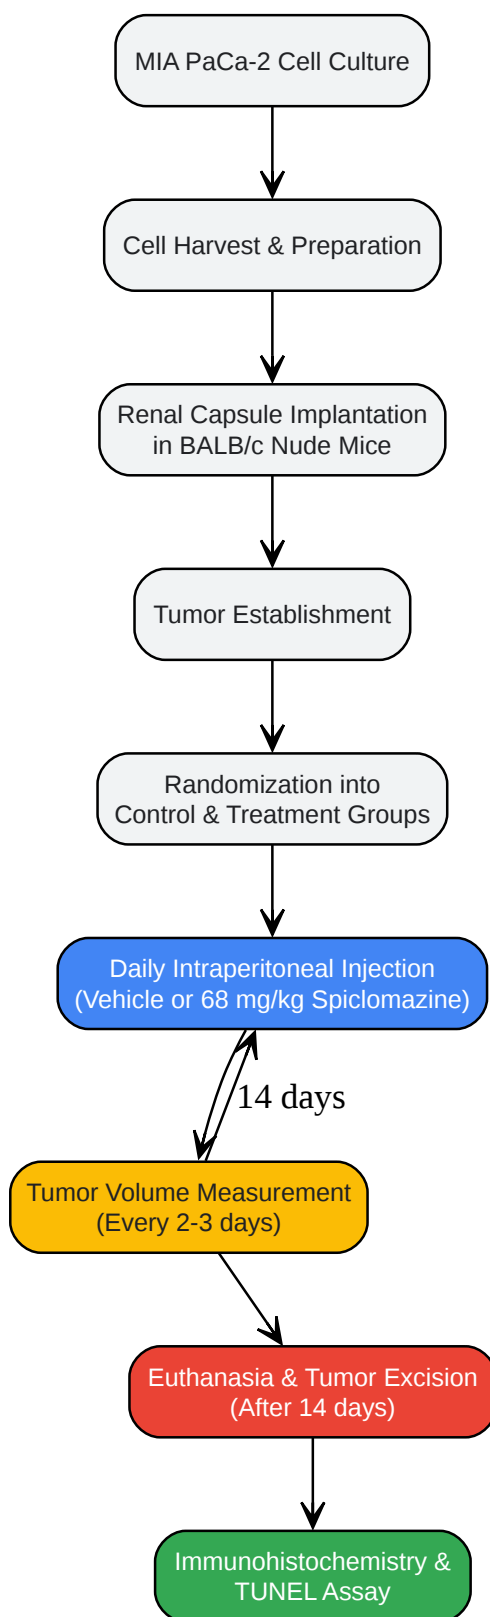 MIA PaCa-2 Cell Culture
Cell Harvest & Preparation
Renal Capsule Implantation
in BALB/c Nude Mice
Tumor Establishment
Randomization into
Control & Treatment Groups
Daily Intraperitoneal Injection
(Vehicle or 68 mg/kg Spiclomazine)
14 days
Tumor Volume Measurement
(Every 2-3 days)
Euthanasia & Tumor Excision
(After 14 days)
Immunohistochemistry &
TUNEL Assay